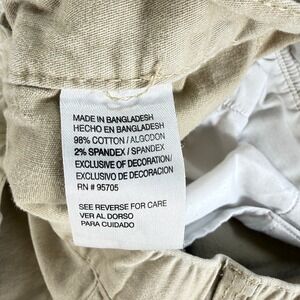 MADE IN BANGLADESH
HECHO EN BANGLADESH
98% COTTON / ALGODON
2% SPANDEX / SPANDEX
EXCLUSIVE OF DECORATION/
EXCLUSIVO DE DECORACION
RN # 95705
SEE REVERSE FOR CARE
VER AL DORSO
PARA CUIDADO